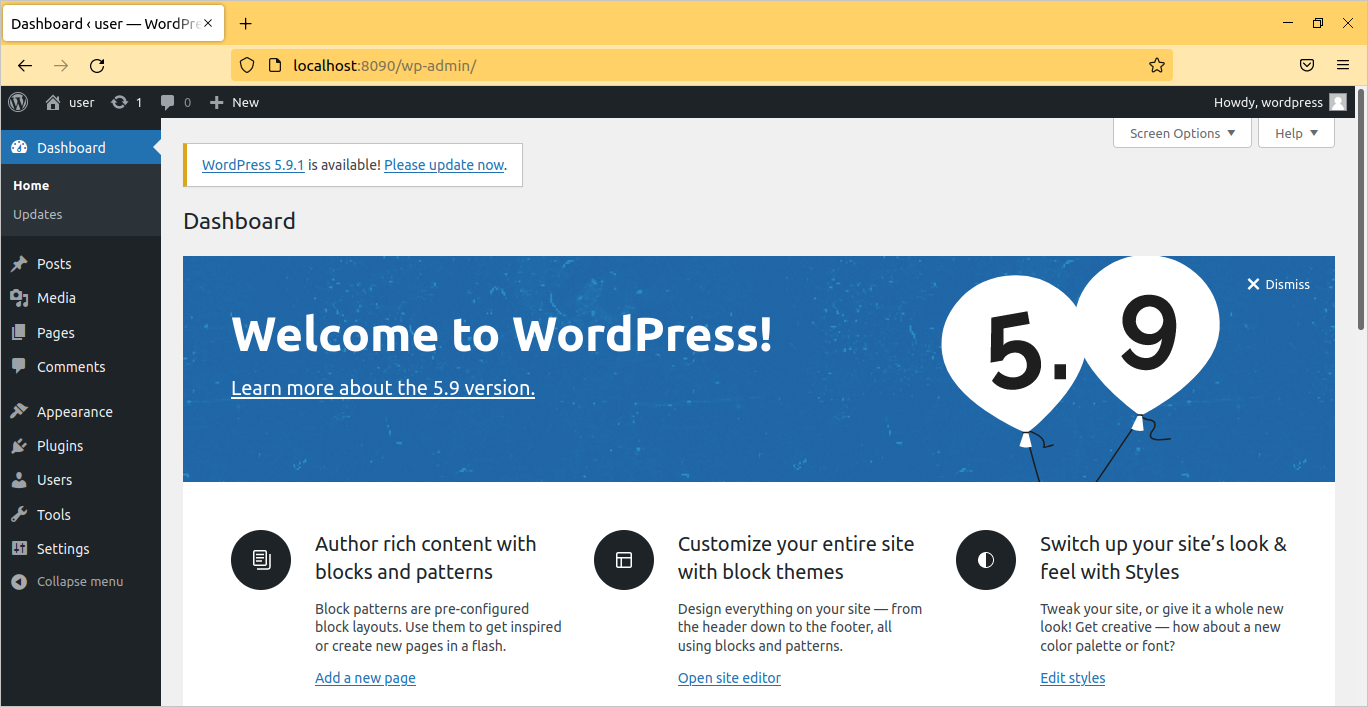 Dashboard ‹ user — WordPre
localhost:8090/wp-admin/
user 1 0 New Howdy, wordpress
Dashboard
Home
Updates
Posts
Media
Pages
Comments
Appearance
Plugins
Users
Tools
Settings
Collapse menu
Screen Options Help
WordPress 5.9.1 is available! Please update now.
Dashboard
Dismiss
Welcome to WordPress!
Learn more about the 5.9 version.
5.9
Author rich content with
blocks and patterns
Block patterns are pre-configured
block layouts. Use them to get inspired
or create new pages in a flash.
Add a new page
Customize your entire site
with block themes
Design everything on your site — from
the header down to the footer, all
using blocks and patterns.
Open site editor
Switch up your site’s look &
feel with Styles
Tweak your site, or give it a whole new
look! Get creative — how about a new
color palette or font?
Edit styles